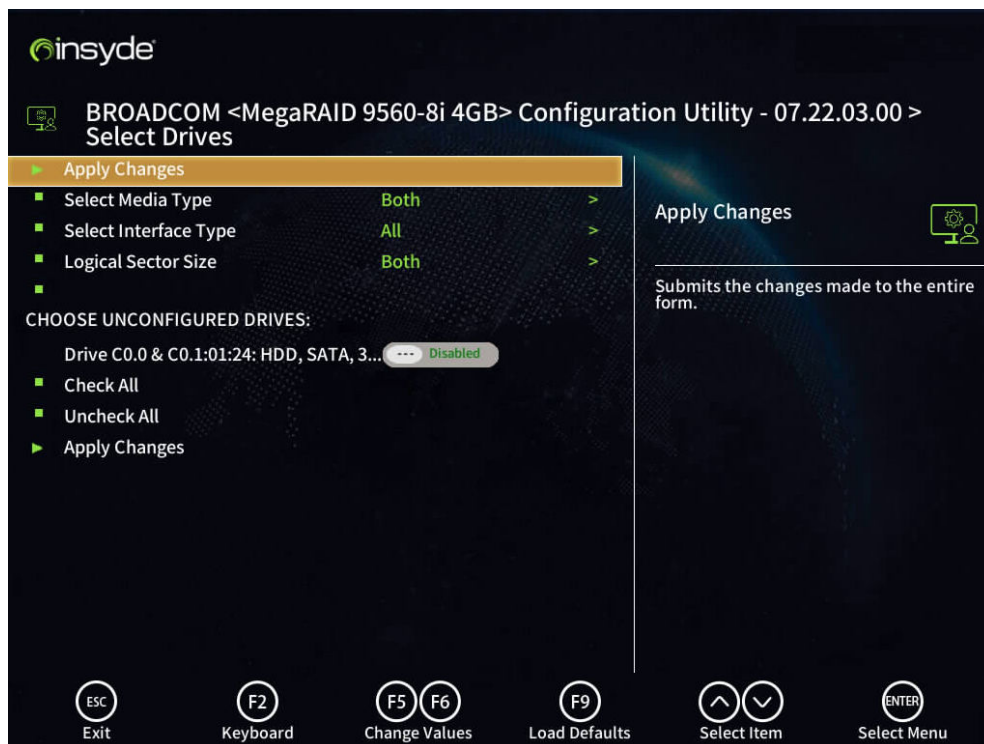 insyde
BROADCOM <MegaRAID 9560-8i 4GB> Configuration Utility - 07.22.03.00 >
Select Drives
Apply Changes
Select Media Type Both >
Select Interface Type All >
Logical Sector Size Both >
CHOOSE UNCONFIGURED DRIVES:
Drive C0.0 & C0.1:01:24: HDD, SATA, 3... Disabled
Check All
Uncheck All
Apply Changes
Apply Changes
Submits the changes made to the entire
form.
ESC F2 F5 F6 F9 ENTER
Exit Keyboard Change Values Load Defaults Select Item Select Menu